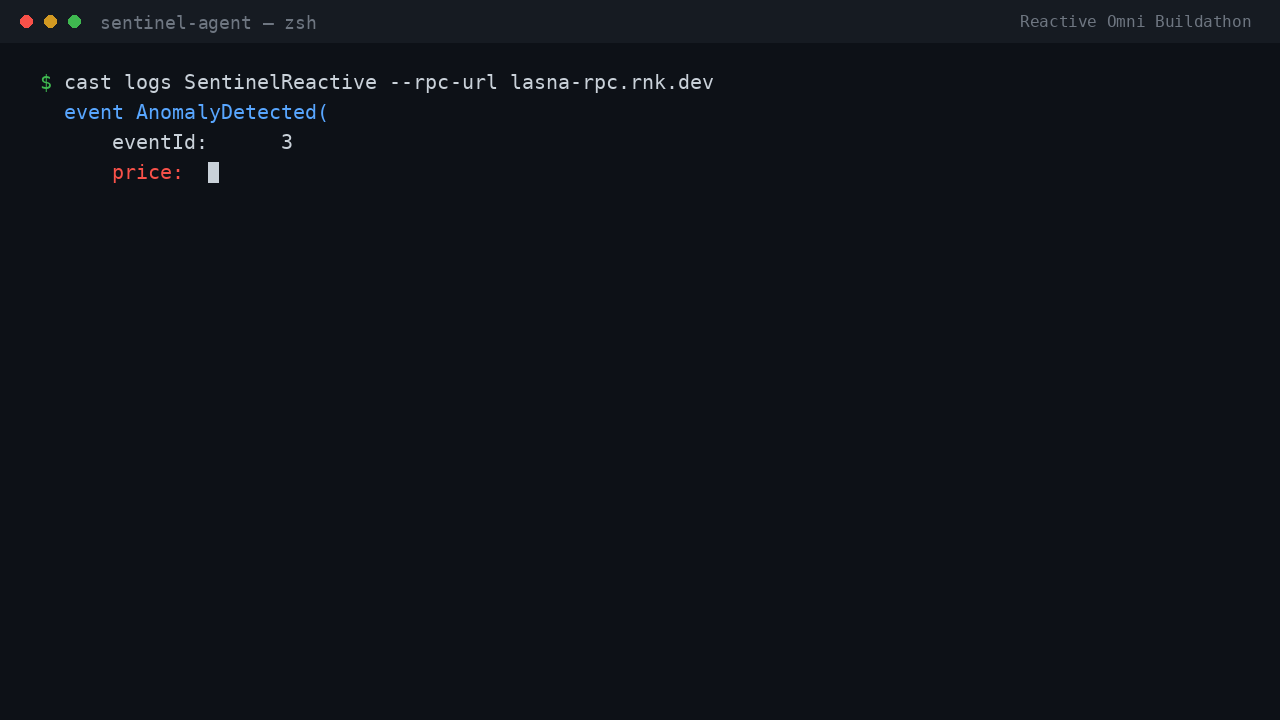 sentinel-agent — zsh
Reactive Omni Buildathon
$ cast logs SentinelReactive --rpc-url lasna-rpc.rnk.dev
event AnomalyDetected(
eventId: 3
price: